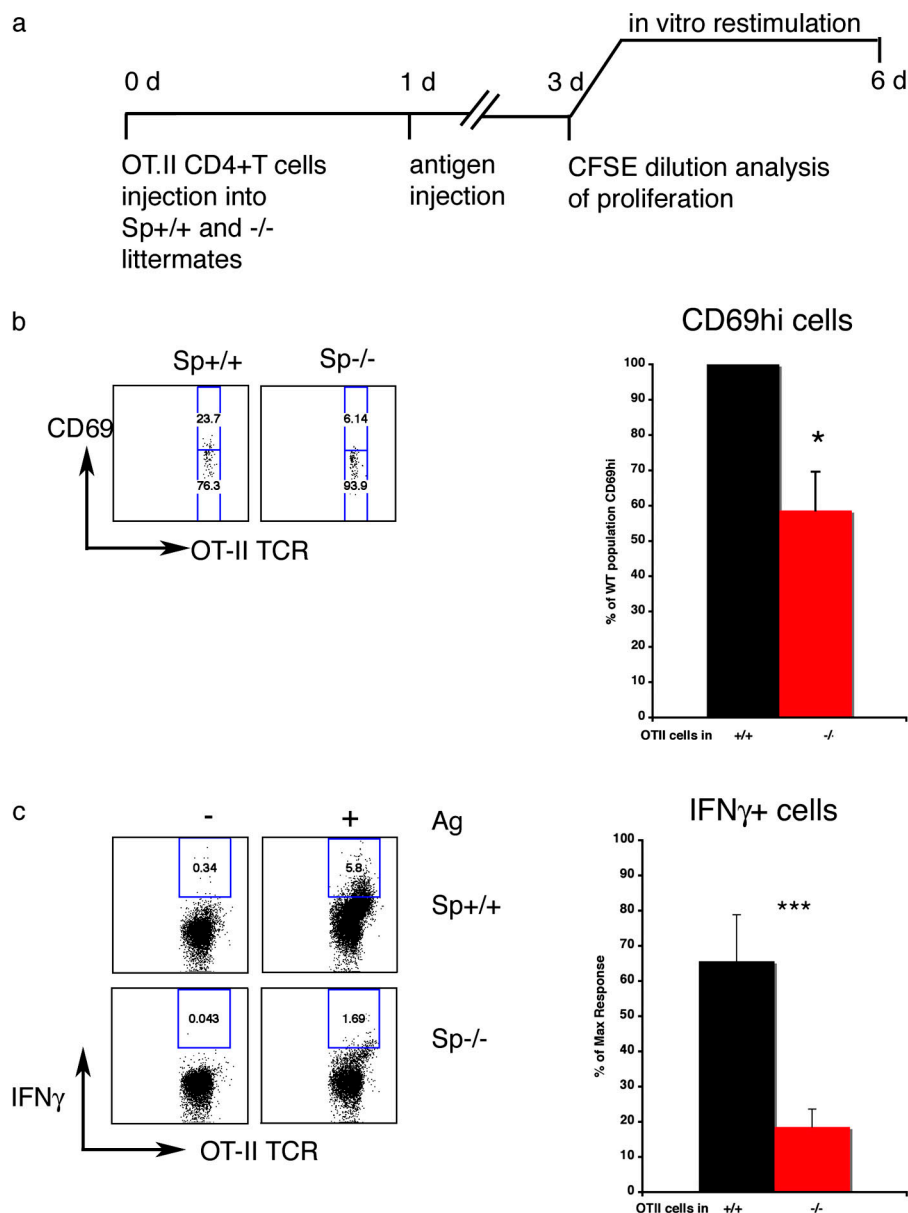 a
in vitro restimulation
0 d
1 d
3 d
6 d
OT.II CD4+T cells
injection into
Sp+/+ and -/-
littermates
antigen
injection
CFSE dilution analysis
of proliferation
b
Sp+/+
Sp-/-
CD69
23.7
76.3
6.14
93.9
OT-II TCR
CD69hi cells
% of WT population CD69hi
100
90
80
70
60
50
40
30
20
10
0
*
OTII cells in +/+ -/-
c
- + Ag
0.34
5.8
Sp+/+
0.043
1.69
Sp-/-
IFNγ
OT-II TCR
IFNγ+ cells
% of Max Response
100
90
80
70
60
50
40
30
20
10
0
***
OTII cells in +/+ -/-